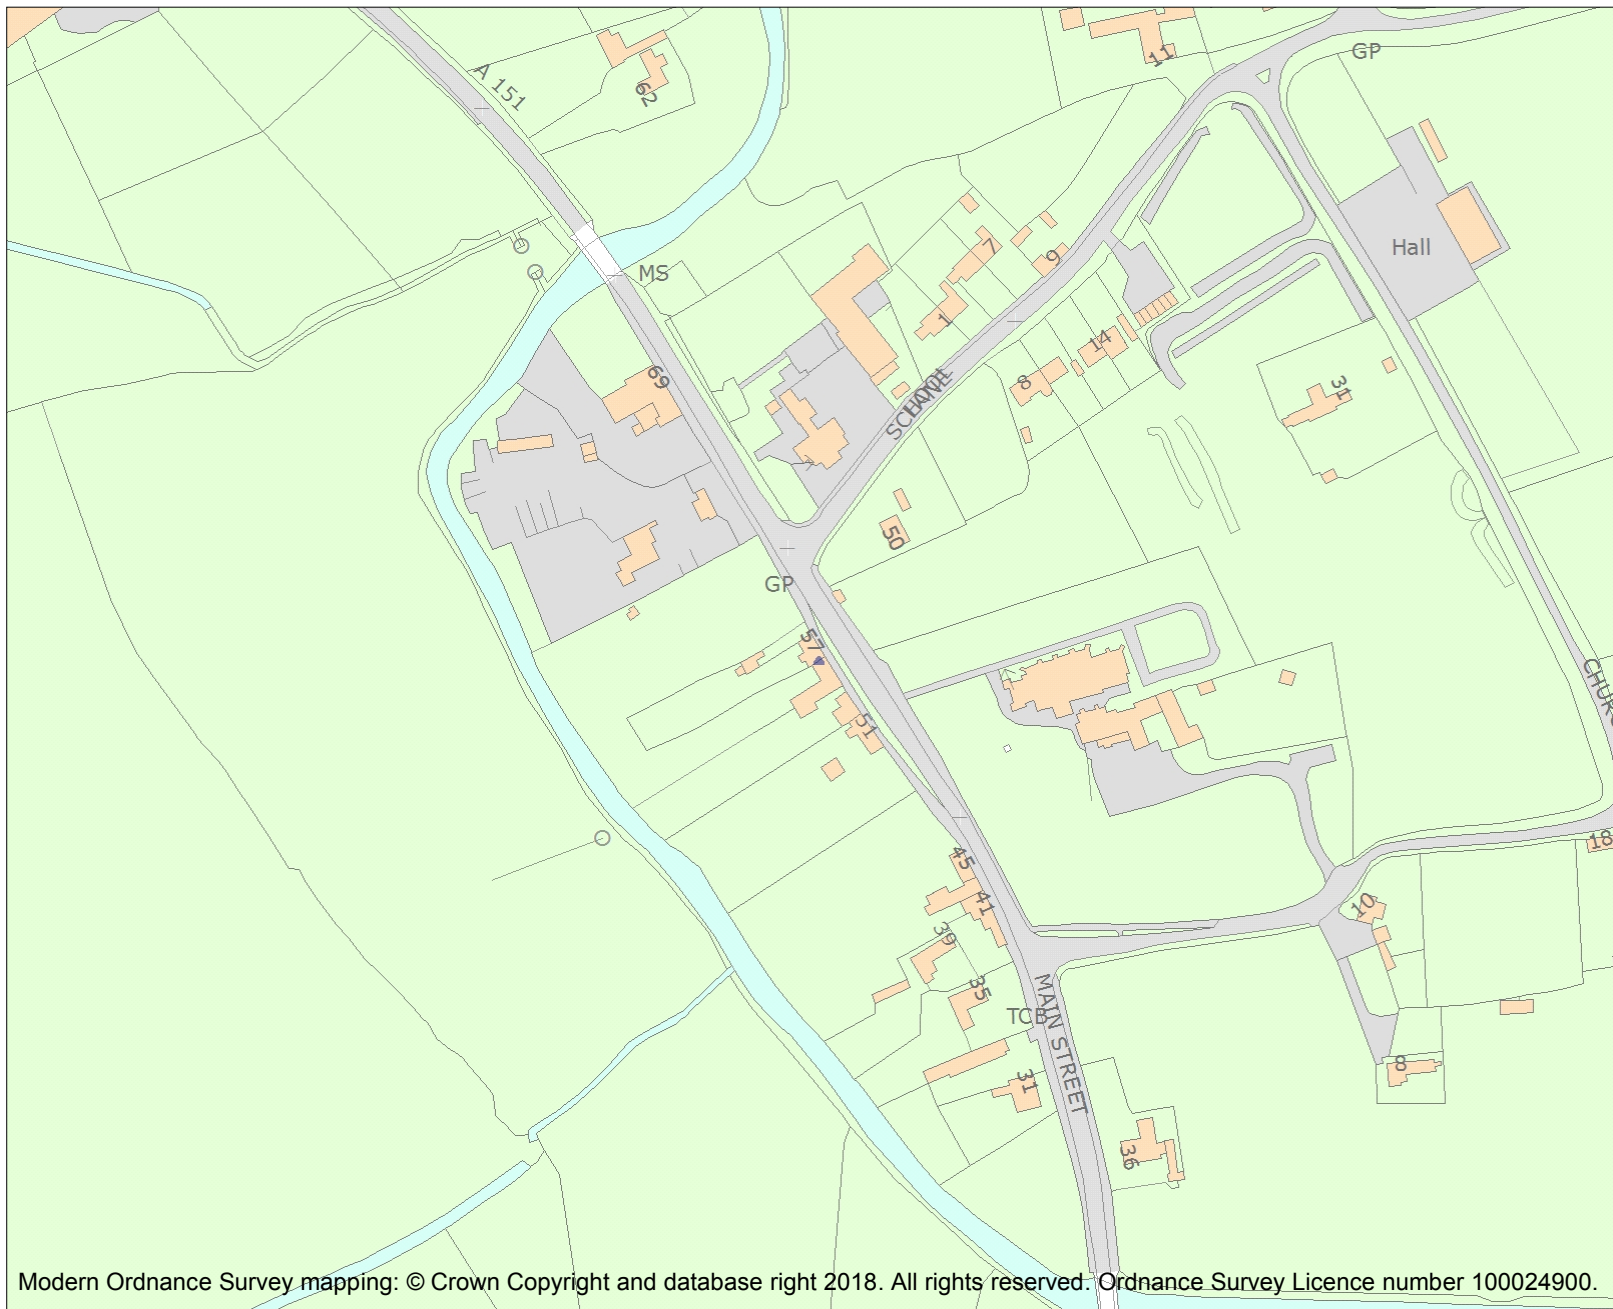 GP
11
A 151
62
7
Hall
9
MS
1
14
69
8
31
SCHOOL
LANE
50
GP
57
51
CHURC
18
45
41
10
39
35
TCB
MAIN STREET
8
31
36
Modern Ordnance Survey mapping: © Crown Copyright and database right 2018. All rights reserved. Ordnance Survey Licence number 100024900.